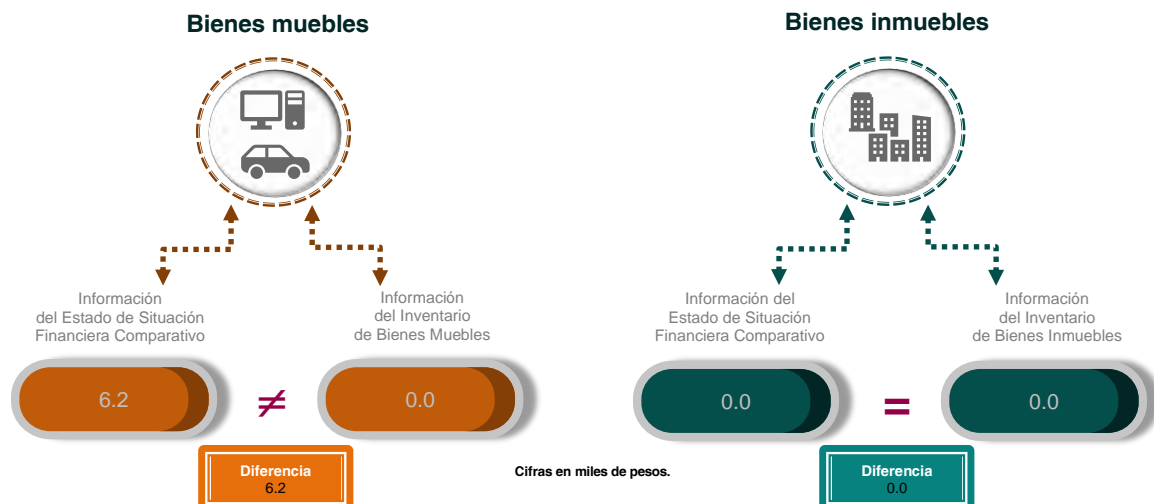 Bienes muebles
Información
del Estado de Situación
Financiera Comparativo
Información
del Inventario
de Bienes Muebles
6.2
≠
0.0
Diferencia
6.2
Cifras en miles de pesos.
Bienes inmuebles
Información del
Estado de Situación
Financiera Comparativo
Información
del Inventario
de Bienes Inmuebles
0.0
=
0.0
Diferencia
0.0